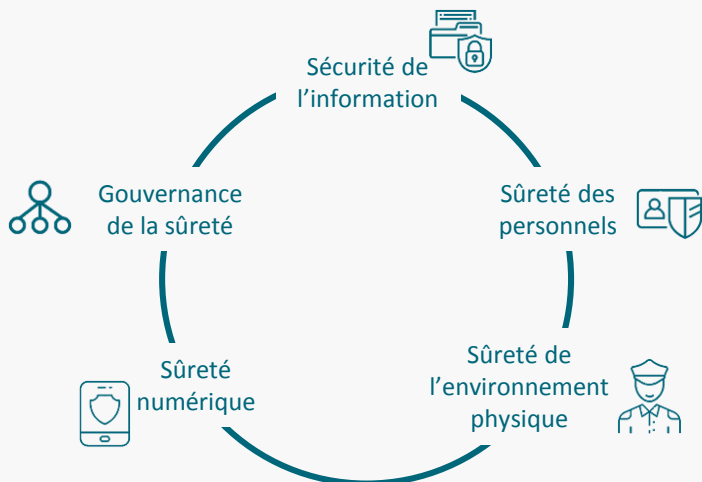 Sécurité de
l’information
Gouvernance
de la sûreté
Sûreté des
personnels
Sûreté
numérique
Sûreté de
l’environnement
physique